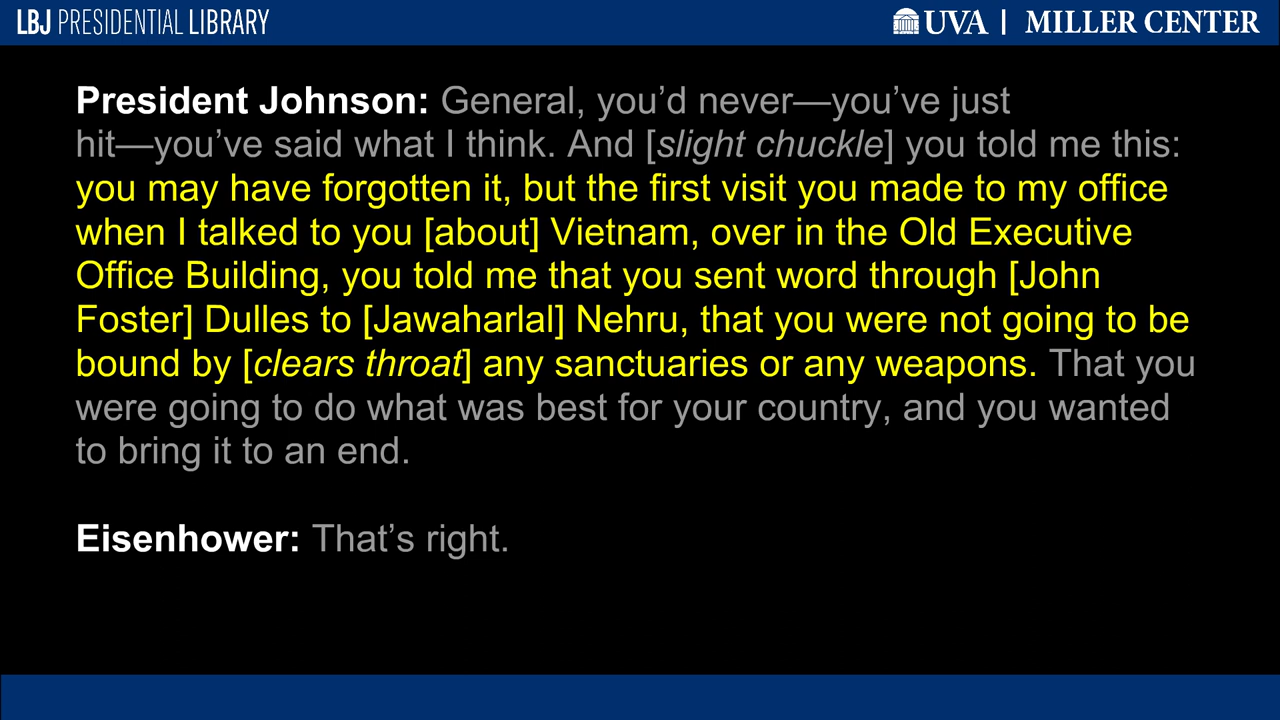 LBJ PRESIDENTIAL LIBRARY
UVA | MILLER CENTER
President Johnson: General, you’d never—you’ve just
hit—you’ve said what I think. And [slight chuckle] you told me this:
you may have forgotten it, but the first visit you made to my office
when I talked to you [about] Vietnam, over in the Old Executive
Office Building, you told me that you sent word through [John
Foster] Dulles to [Jawaharlal] Nehru, that you were not going to be
bound by [clears throat] any sanctuaries or any weapons. That you
were going to do what was best for your country, and you wanted
to bring it to an end.
Eisenhower: That’s right.